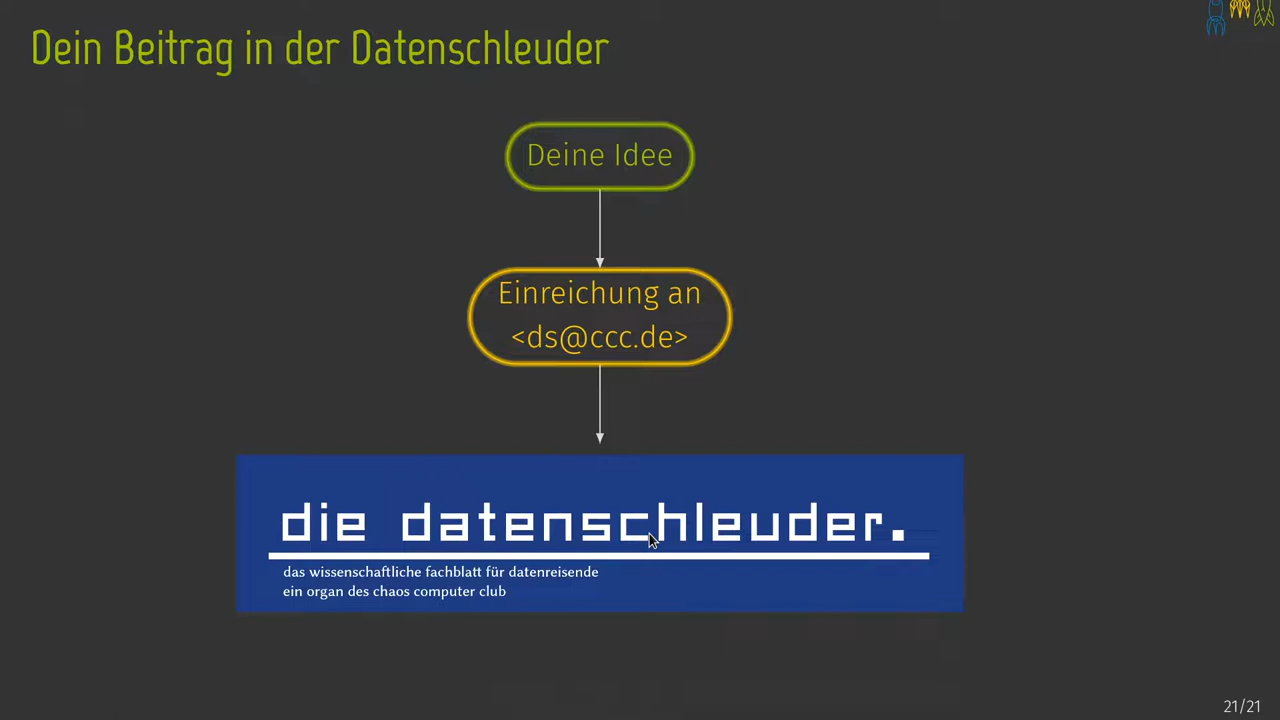 Dein Beitrag in der Datenschleuder
Deine Idee
Einreichung an
<ds@ccc.de>
die datenschleuder.
das wissenschaftliche fachblatt für datenreisende
ein organ des chaos computer club
21/21